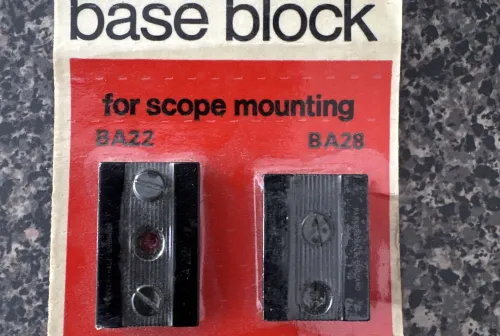 base block
for scope mounting
BA22 BA28